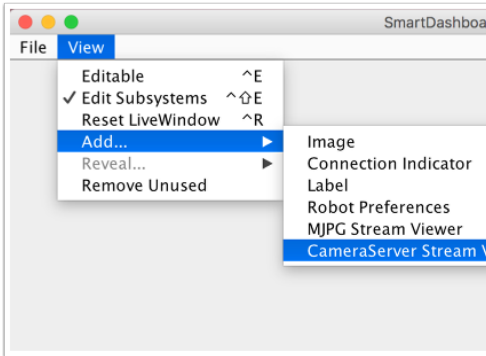 SmartDashboa
File View
Editable ^E
✓ Edit Subsystems ^⇧E
Reset LiveWindow ^R
Add... ▶
Reveal... ▶
Remove Unused
Image
Connection Indicator
Label
Robot Preferences
MJPG Stream Viewer
CameraServer Stream V